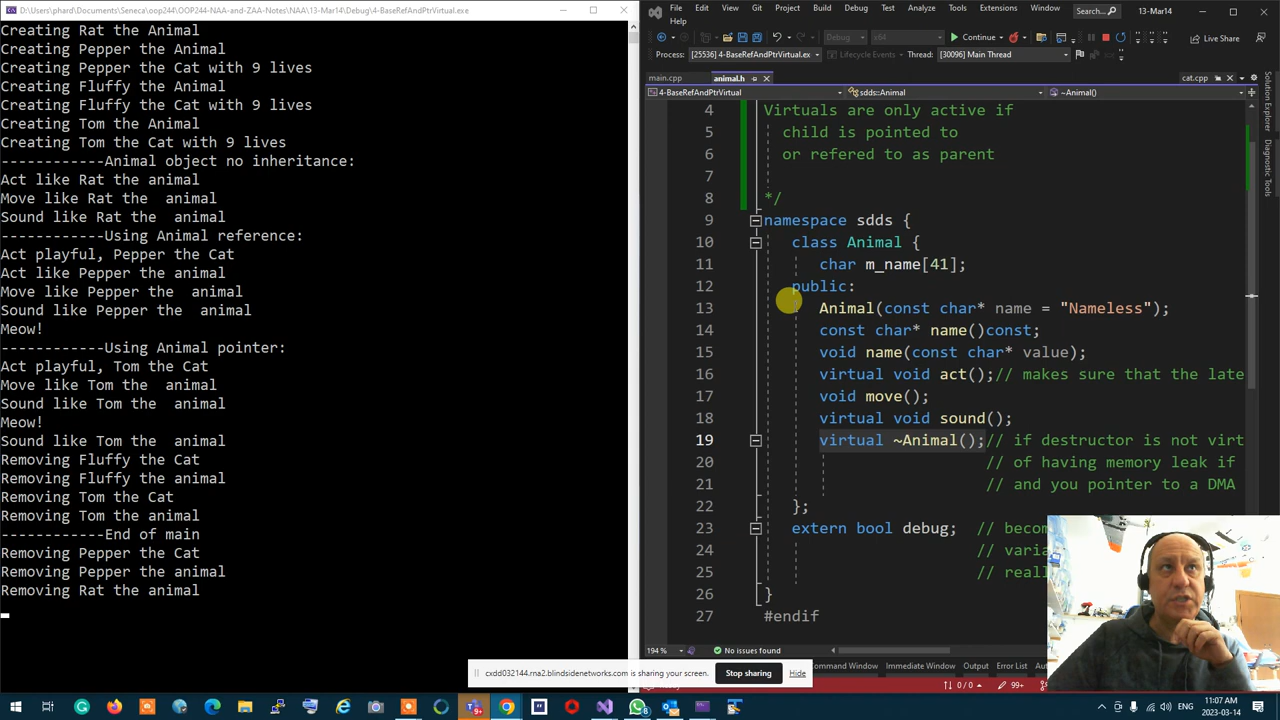 D:\Users\phard\Documents\Seneca\oop244\OOP244-NAA-and-ZAA-Notes\NAA\13-Mar14\Debug\4-BaseRefAndPtrVirtual.exe
Creating Rat the Animal
Creating Pepper the Animal
Creating Pepper the Cat with 9 lives
Creating Fluffy the Animal
Creating Fluffy the Cat with 9 lives
Creating Tom the Animal
Creating Tom the Cat with 9 lives
------------Animal object no inheritance:
Act like Rat the animal
Move like Rat the  animal
Sound like Rat the  animal
------------Using Animal reference:
Act playful, Pepper the Cat
Act like Pepper the animal
Move like Pepper the  animal
Sound like Pepper the  animal
Meow!
------------Using Animal pointer:
Act playful, Tom the Cat
Move like Tom the  animal
Sound like Tom the  animal
Meow!
Sound like Tom the  animal
Removing Fluffy the Cat
Removing Fluffy the animal
Removing Tom the Cat
Removing Tom the animal
------------End of main
Removing Pepper the Cat
Removing Pepper the animal
Removing Rat the animal
File Edit View Git Project Build Debug Test Analyze Tools Extensions Window Search... 13-Mar14
Help
Debug x64 Continue Live Share
Process: [25536] 4-BaseRefAndPtrVirtual.ex Lifecycle Events Thread: [30096] Main Thread
main.cpp animal.h cat.cpp
4-BaseRefAndPtrVirtual sdds::Animal ~Animal()
4 Virtuals are only active if
5 child is pointed to
6 or refered to as parent
7
8 */
9 namespace sdds {
10 class Animal {
11 char m_name[41];
12 public:
13 Animal(const char* name = "Nameless");
14 const char* name()const;
15 void name(const char* value);
16 virtual void act();// makes sure that the late
17 void move();
18 virtual void sound();
19 virtual ~Animal();// if destructor is not virt
20 // of having memory leak if
21 // and you pointer to a DMA
22 };
23 extern bool debug; // becom
24 // varia
25 // reall
26 }
27 #endif
194 % No issues found
Solution Explorer
Diagnostic Tools
cxdd032144.rna2.blindsidenetworks.com is sharing your screen. Stop sharing Hide
ommand Window Immediate Window Output Error List
0 / 0 99+
11:07 AM
2023-03-14